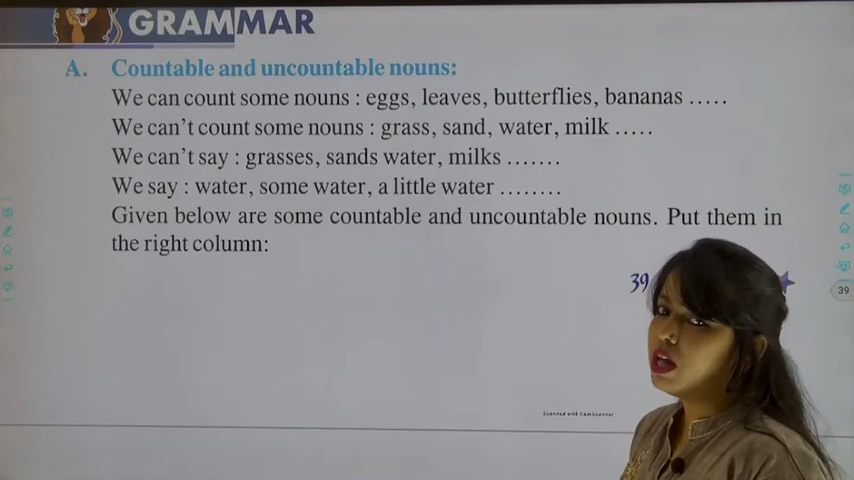 GRAMMAR
A. Countable and uncountable nouns:
We can count some nouns : eggs, leaves, butterflies, bananas .....
We can't count some nouns : grass, sand, water, milk .....
We can't say : grasses, sands water, milks .......
We say : water, some water, a little water ........
Given below are some countable and uncountable nouns. Put them in
the right column:
39
39
Scanned with CamScanner